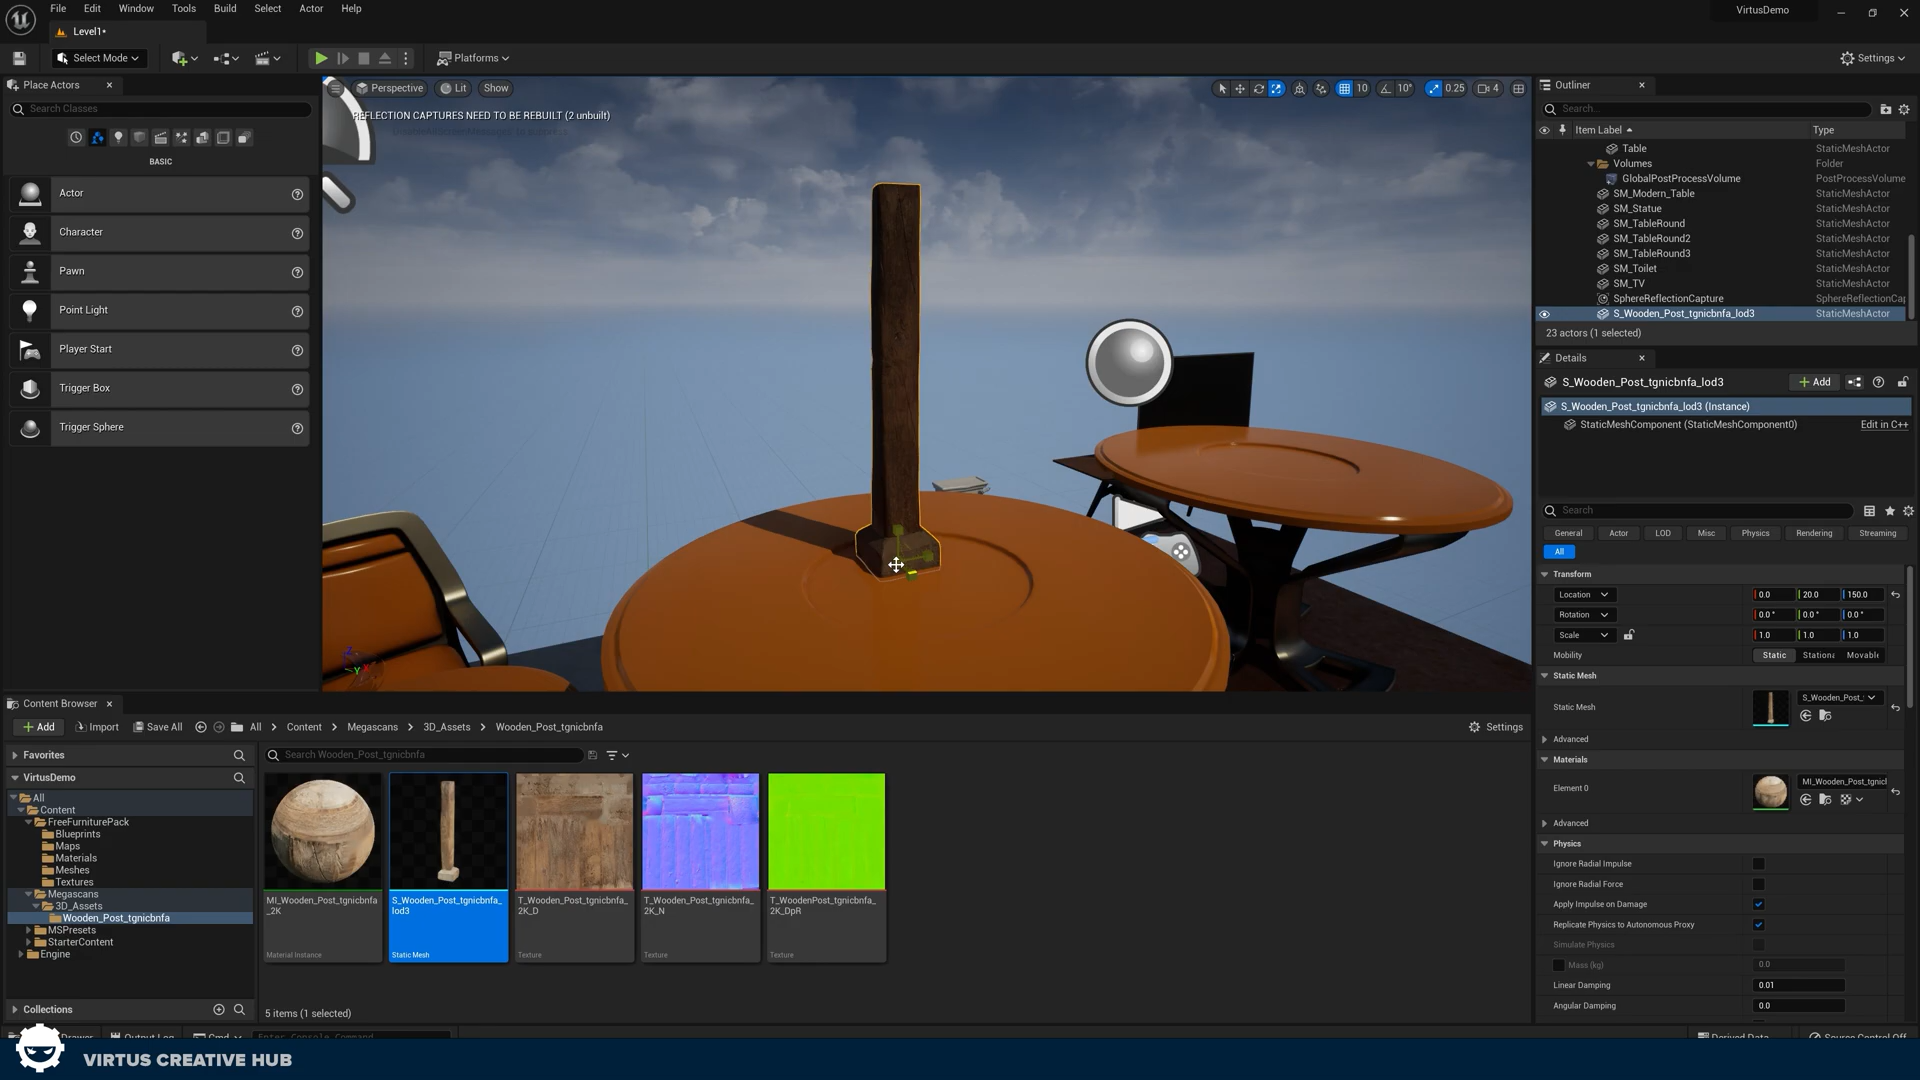 File Edit Window Tools Build Select Actor Help
VirtusDemo
Level1•
Select Mode
Platforms
Settings
Place Actors
Search Classes
BASIC
Actor
Character
Pawn
Point Light
Player Start
Trigger Box
Trigger Sphere
Perspective Lit Show
REFLECTION CAPTURES NEED TO BE REBUILT (2 unbuilt)
10 10° 0.25 4
Outliner
Search...
Item Label Type
Table StaticMeshActor
Volumes Folder
GlobalPostProcessVolume PostProcessVolume
SM_Modern_Table StaticMeshActor
SM_Statue StaticMeshActor
SM_TableRound StaticMeshActor
SM_TableRound2 StaticMeshActor
SM_TableRound3 StaticMeshActor
SM_Toilet StaticMeshActor
SM_TV StaticMeshActor
SphereReflectionCapture SphereReflectionCap
S_Wooden_Post_tgnicbnfa_lod3 StaticMeshActor
23 actors (1 selected)
Details
S_Wooden_Post_tgnicbnfa_lod3 + Add
S_Wooden_Post_tgnicbnfa_lod3 (Instance)
StaticMeshComponent (StaticMeshComponent0) Edit in C++
Search
General Actor LOD Misc Physics Rendering Streaming
All
Transform
Location 0.0 20.0 150.0
Rotation 0.0° 0.0° 0.0°
Scale 1.0 1.0 1.0
Mobility Static Stationa Movable
Static Mesh
Static Mesh S_Wooden_Post_
Advanced
Materials
Element 0 MI_Wooden_Post_tgnicl
Advanced
Physics
Ignore Radial Impulse
Ignore Radial Force
Apply Impulse on Damage
Replicate Physics to Autonomous Proxy
Simulate Physics
Mass (kg) 0.0
Linear Damping 0.01
Angular Damping 0.0
Content Browser
+ Add Import Save All All Content Megascans 3D_Assets Wooden_Post_tgnicbnfa Settings
Favorites
VirtusDemo
All
Content
FreeFurniturePack
Blueprints
Maps
Materials
Meshes
Textures
Megascans
3D_Assets
Wooden_Post_tgnicbnfa
MSPresets
StarterContent
Engine
Collections
Search Wooden_Post_tgnicbnfa
MI_Wooden_Post_tgnicbnfa
_2K
Material Instance
S_Wooden_Post_tgnicbnfa_
lod3
Static Mesh
T_Wooden_Post_tgnicbnfa_
2K_D
Texture
T_Wooden_Post_tgnicbnfa_
2K_N
Texture
T_WoodenPost_tgnicbnfa_
2K_DpR
Texture
5 items (1 selected)
Drawer Output Log Cmd Enter Console Command
Derived Data Source Control Off
VIRTUS CREATIVE HUB